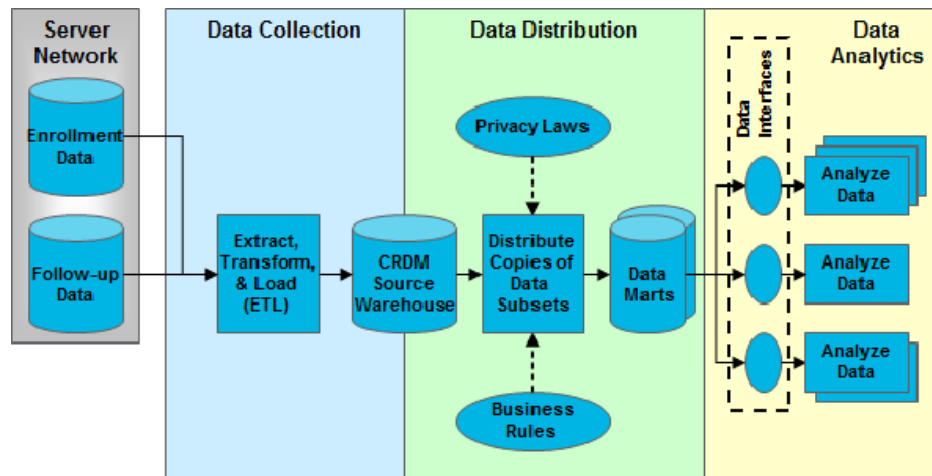 Server
Network
Data Collection
Data Distribution
Data
Analytics
Enrollment
Data
Follow-up
Data
Extract,
Transform,
& Load
(ETL)
CRDM
Source
Warehouse
Privacy Laws
Distribute
Copies of
Data
Subsets
Business
Rules
Data
Marts
Data
Interfaces
Analyze
Data
Analyze
Data
Analyze
Data